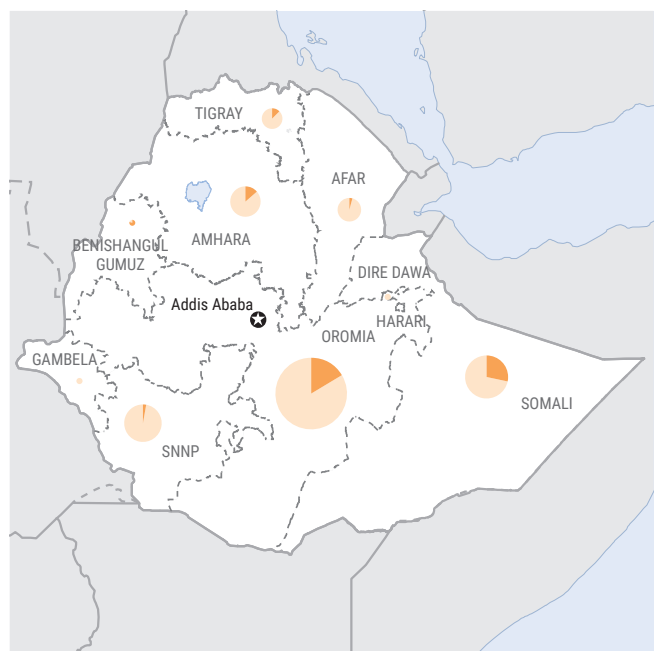 TIGRAY
AFAR
AMHARA
BENISHANGUL
GUMUZ
DIRE DAWA
Addis Ababa
HARARI
OROMIA
GAMBELA
SOMALI
SNNP